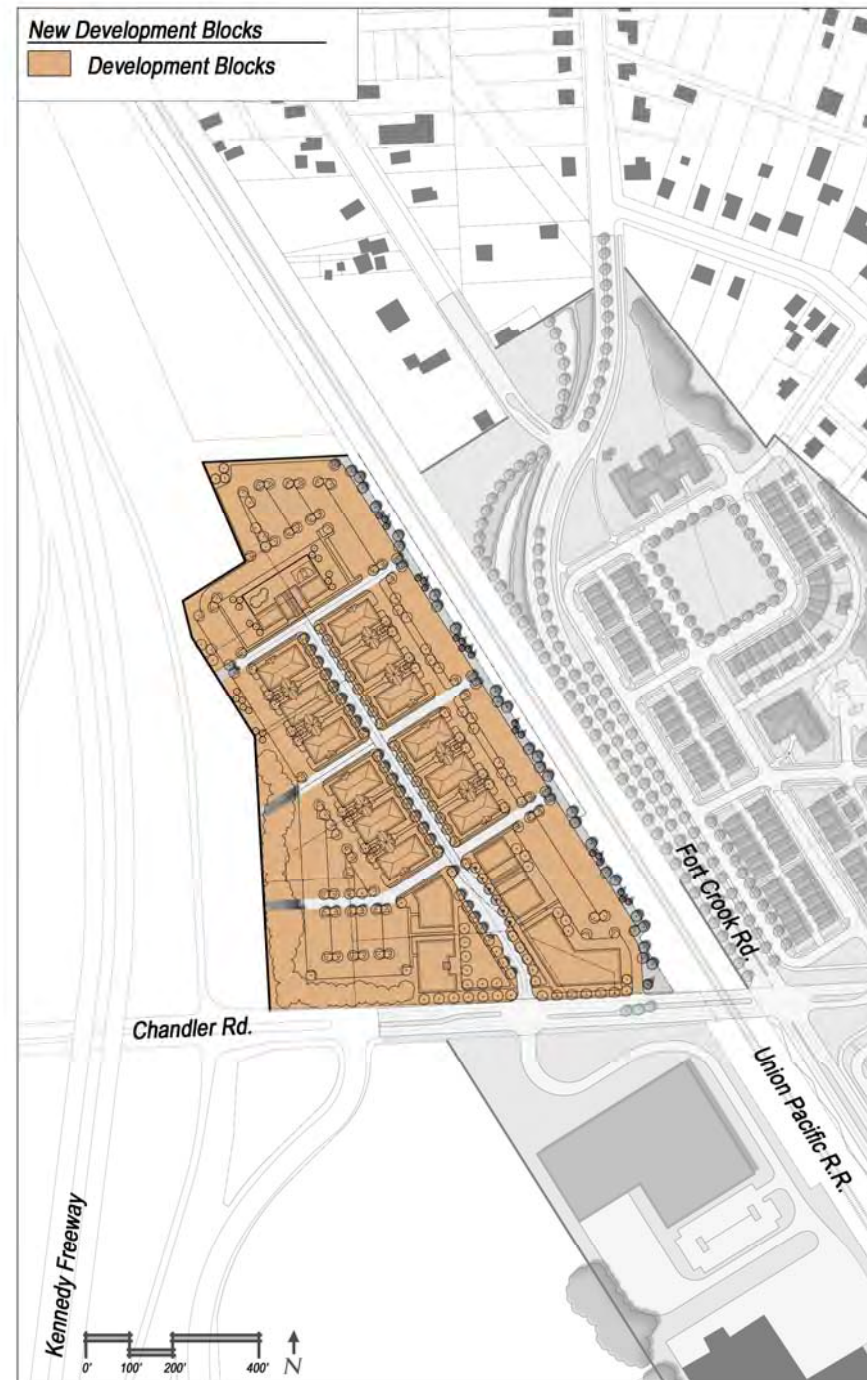 New Development Blocks
Development Blocks
Fort Crook Rd.
Chandler Rd.
Union Pacific R.R.
Kennedy Freeway
0' 100' 200' 400' N